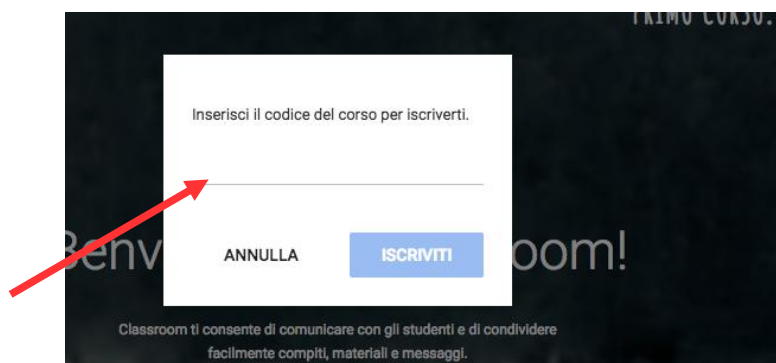 PRIMO CORSO.
Inserisci il codice del corso per iscriverti.
ANNULLA
ISCRIVITI
Benv
oom!
Classroom ti consente di comunicare con gli studenti e di condividere
facilmente compiti, materiali e messaggi.